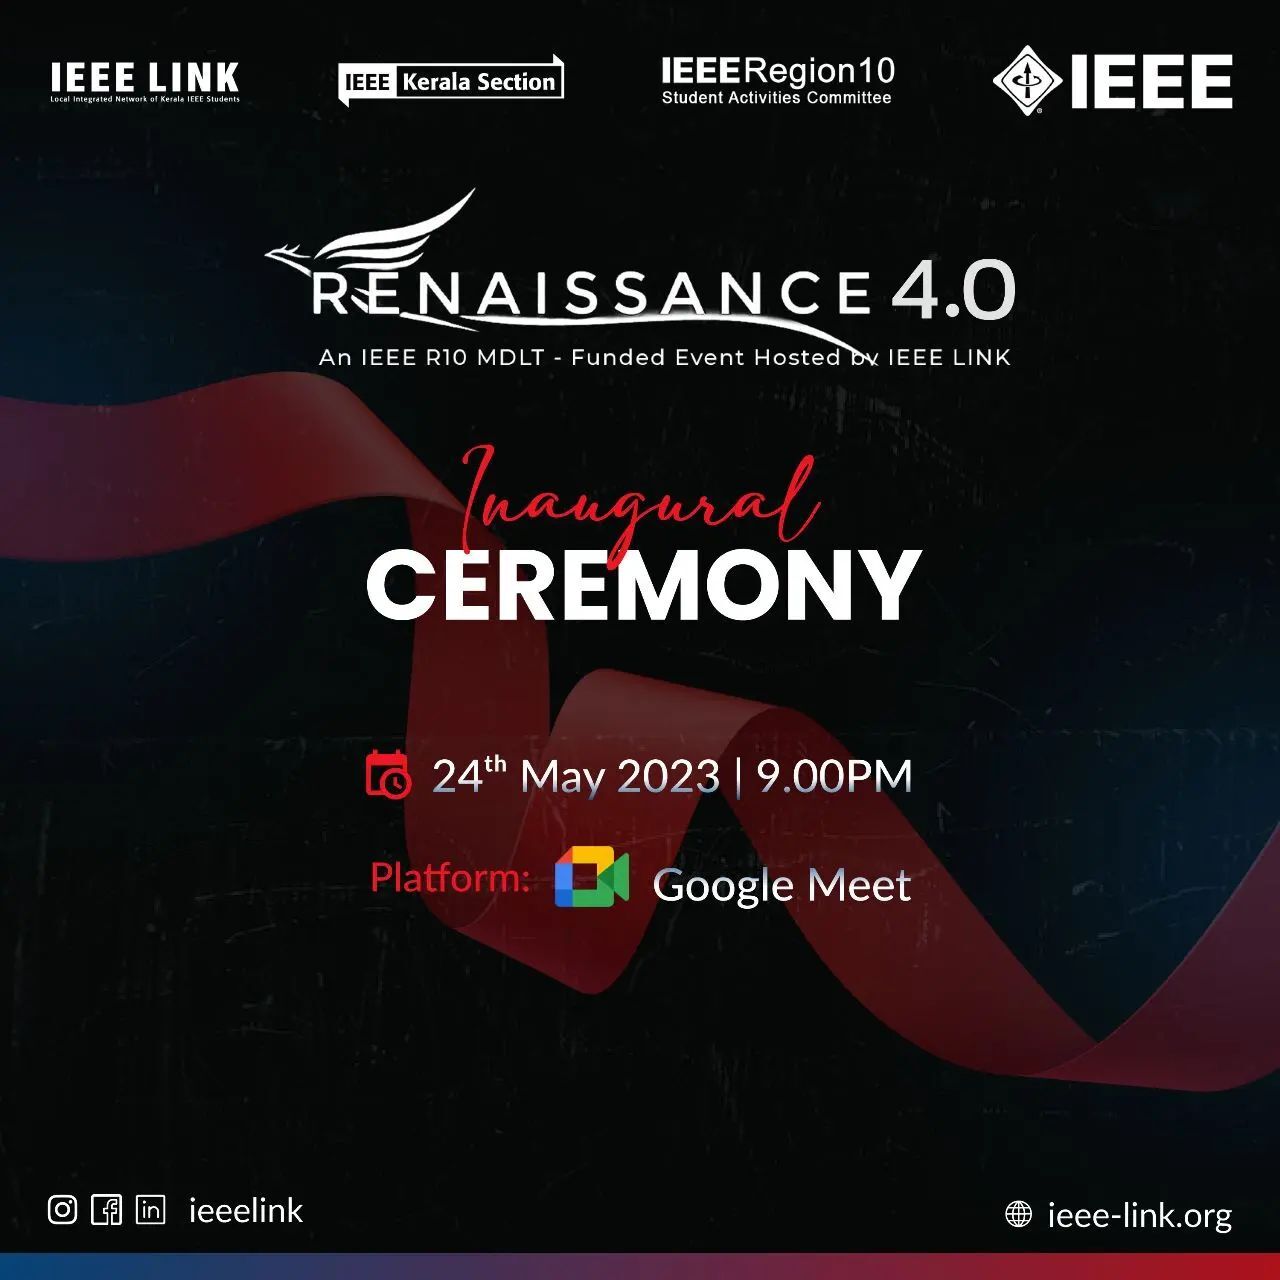 IEEE LINK
Local Integrated Network of Kerala IEEE Students
IEEE Kerala Section
IEEE Region10
Student Activities Committee
IEEE
RENAISSANCE 4.0
An IEEE R10 MDLT - Funded Event Hosted by IEEE LINK
Inaugural
CEREMONY
24th May 2023 | 9.00PM
Platform: Google Meet
ieeelink
ieee-link.org